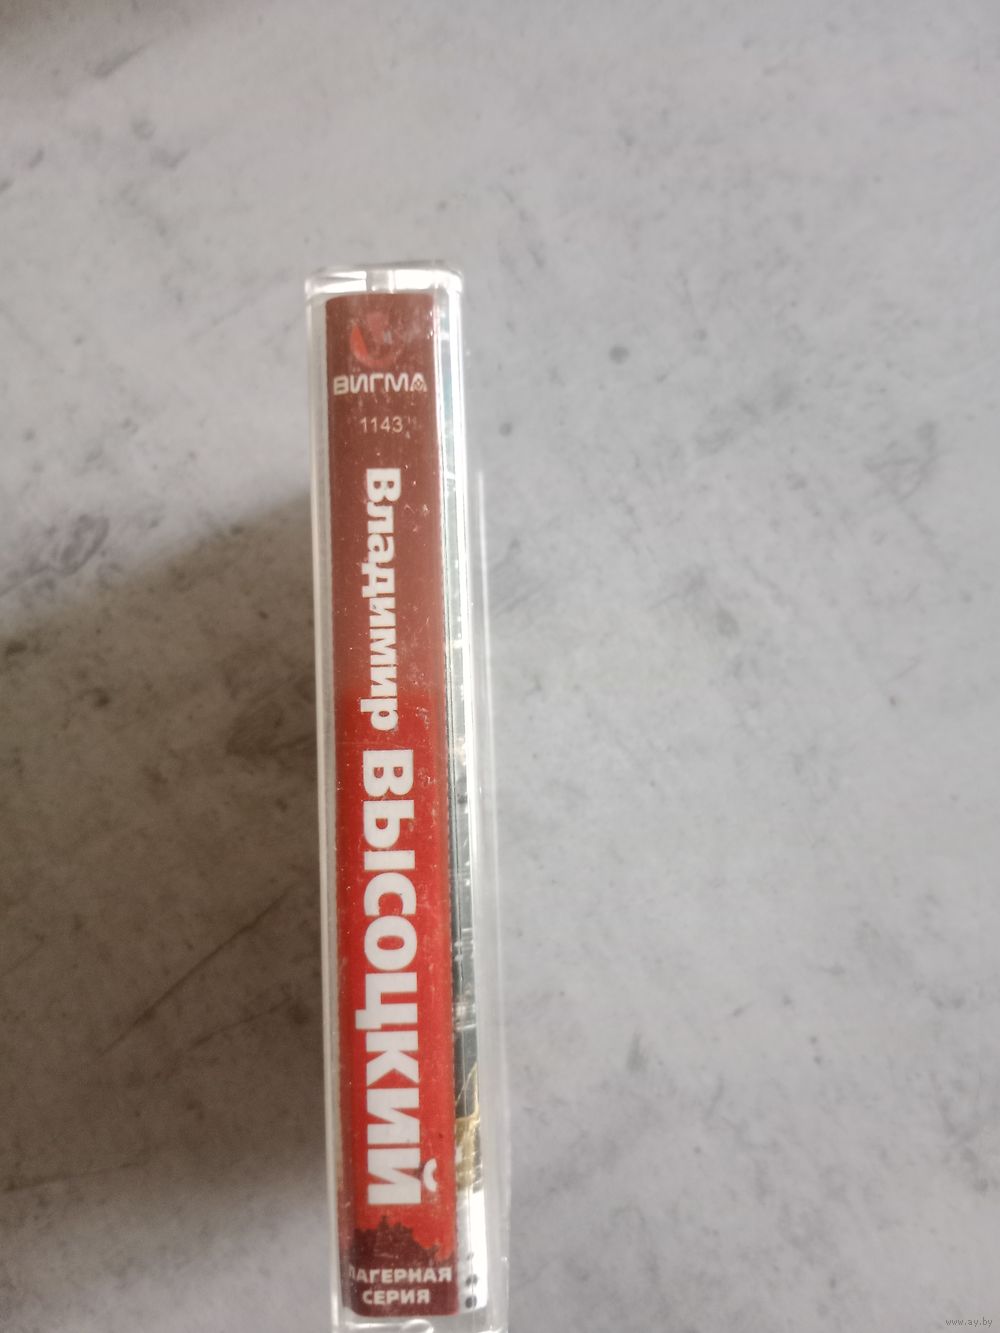 ВИГМА
1143
Владимир ВЫСОЦКИЙ
ЛАГЕРНАЯ
СЕРИЯ
www.ay.by